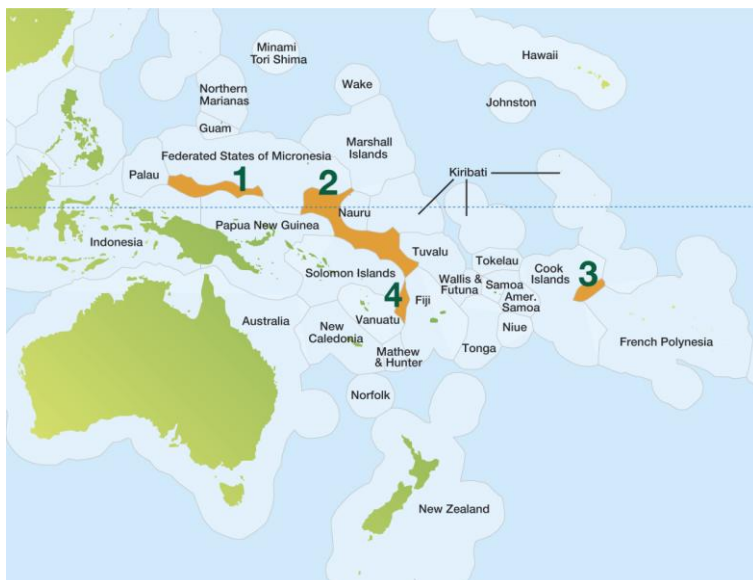 Minami
Tori Shima
Hawaii
Northern
Marianas
Wake
Johnston
Guam
Marshall
Islands
Federated States of Micronesia
Palau
1
2
Kiribati
Nauru
Papua New Guinea
Indonesia
Tuvalu
Solomon Islands
Tokelau
Cook
Islands
3
Wallis &
Futuna
Samoa
Amer.
Samoa
4
Fiji
Vanuatu
Australia
New
Caledonia
Niue
French Polynesia
Mathew
& Hunter
Tonga
Norfolk
New Zealand